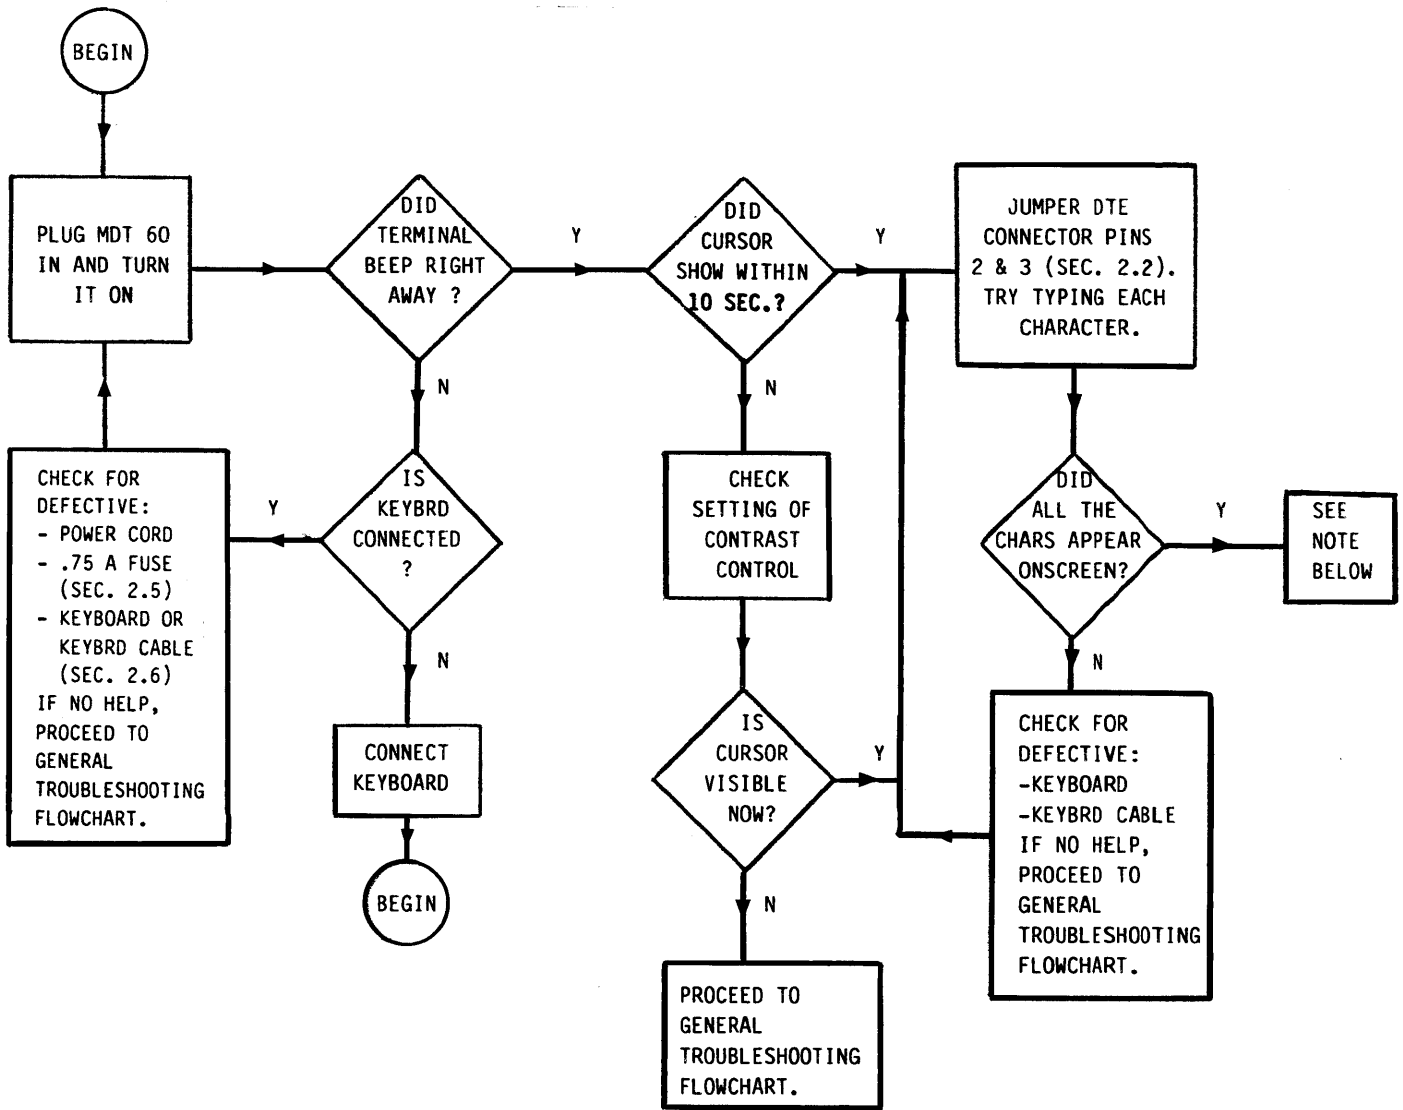 BEGIN
PLUG MDT 60
IN AND TURN
IT ON
DID
TERMINAL
BEEP RIGHT
AWAY ?
Y
N
DID
CURSOR
SHOW WITHIN
10 SEC.?
Y
N
JUMPER DTE
CONNECTOR PINS
2 & 3 (SEC. 2.2).
TRY TYPING EACH
CHARACTER.
CHECK FOR
DEFECTIVE:
- POWER CORD
- .75 A FUSE
(SEC. 2.5)
- KEYBOARD OR
KEYBRD CABLE
(SEC. 2.6)
IF NO HELP,
PROCEED TO
GENERAL
TROUBLESHOOTING
FLOWCHART.
Y
IS
KEYBRD
CONNECTED
?
N
CONNECT
KEYBOARD
BEGIN
CHECK
SETTING OF
CONTRAST
CONTROL
IS
CURSOR
VISIBLE
NOW?
Y
N
PROCEED TO
GENERAL
TROUBLESHOOTING
FLOWCHART.
DID
ALL THE
CHARS APPEAR
ONSCREEN?
Y
N
SEE
NOTE
BELOW
CHECK FOR
DEFECTIVE:
-KEYBOARD
-KEYBRD CABLE
IF NO HELP,
PROCEED TO
GENERAL
TROUBLESHOOTING
FLOWCHART.